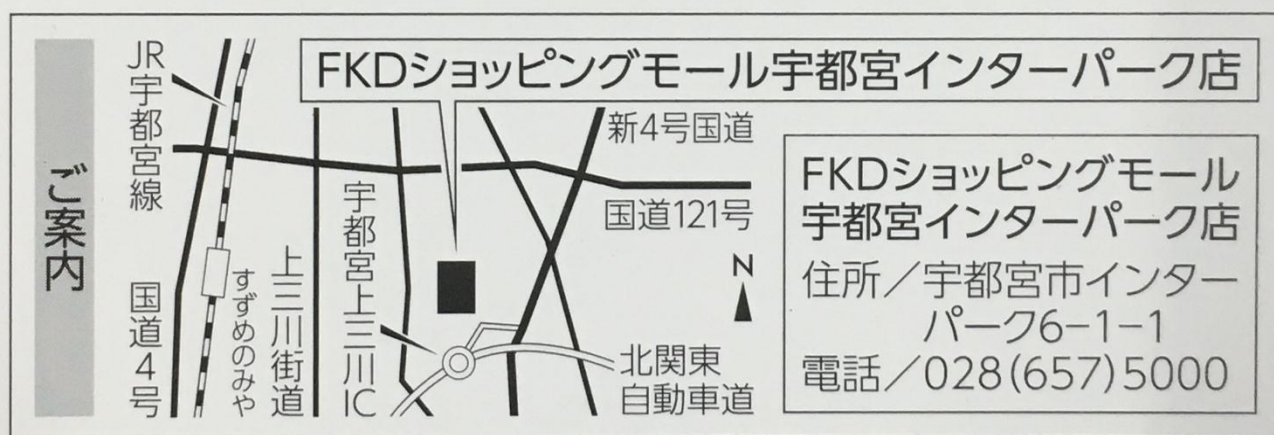 ご案内
JR宇都宮線
国道4号
すずめのみや
上三川街道
宇都宮上三川IC
FKDショッピングモール宇都宮インターパーク店
新4号国道
国道121号
N
北関東
自動車道
FKDショッピングモール
宇都宮インターパーク店
住所／宇都宮市インター
パーク6-1-1
電話／028(657)5000